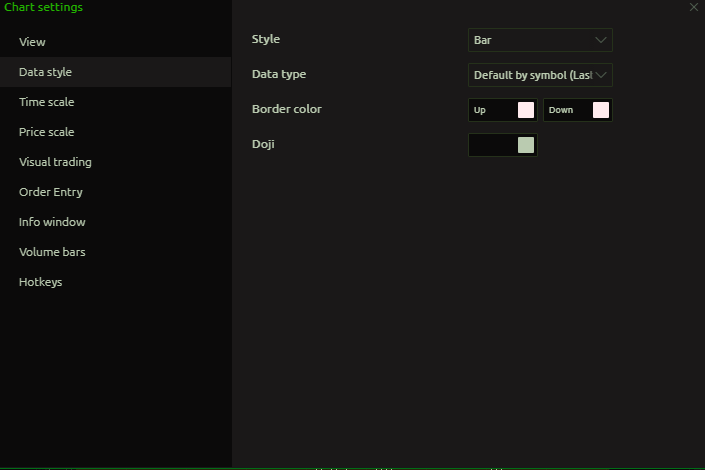 Chart settings
View
Data style
Time scale
Price scale
Visual trading
Order Entry
Info window
Volume bars
Hotkeys
Style
Bar
Data type
Default by symbol (Las
Border color
Up
Down
Doji